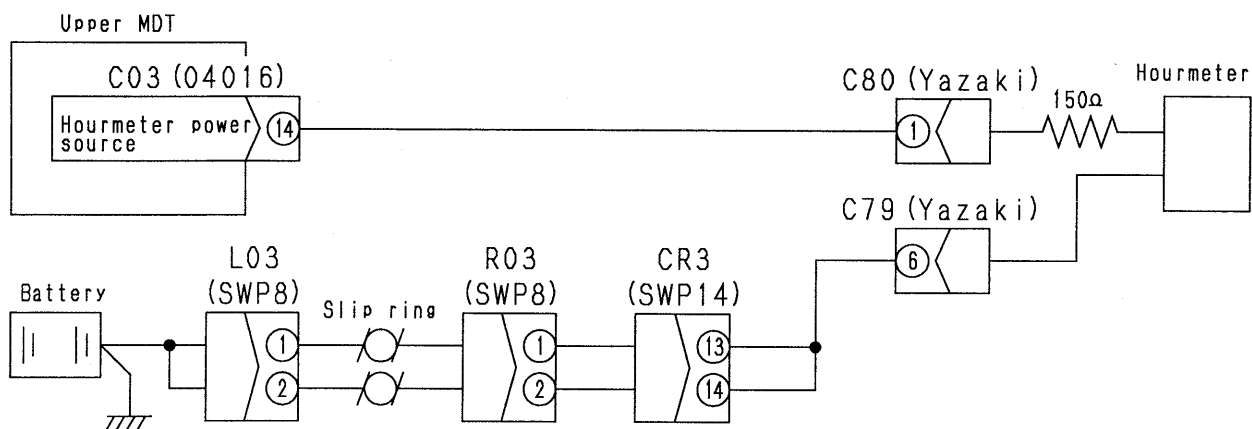 Upper MDT
C03 (04016)
Hourmeter power
source
14
C80 (Yazaki)
1
150Ω
Hourmeter
C79 (Yazaki)
6
Battery
L03
(SWP8)
1
2
Slip ring
R03
(SWP8)
1
2
CR3
(SWP14)
13
14